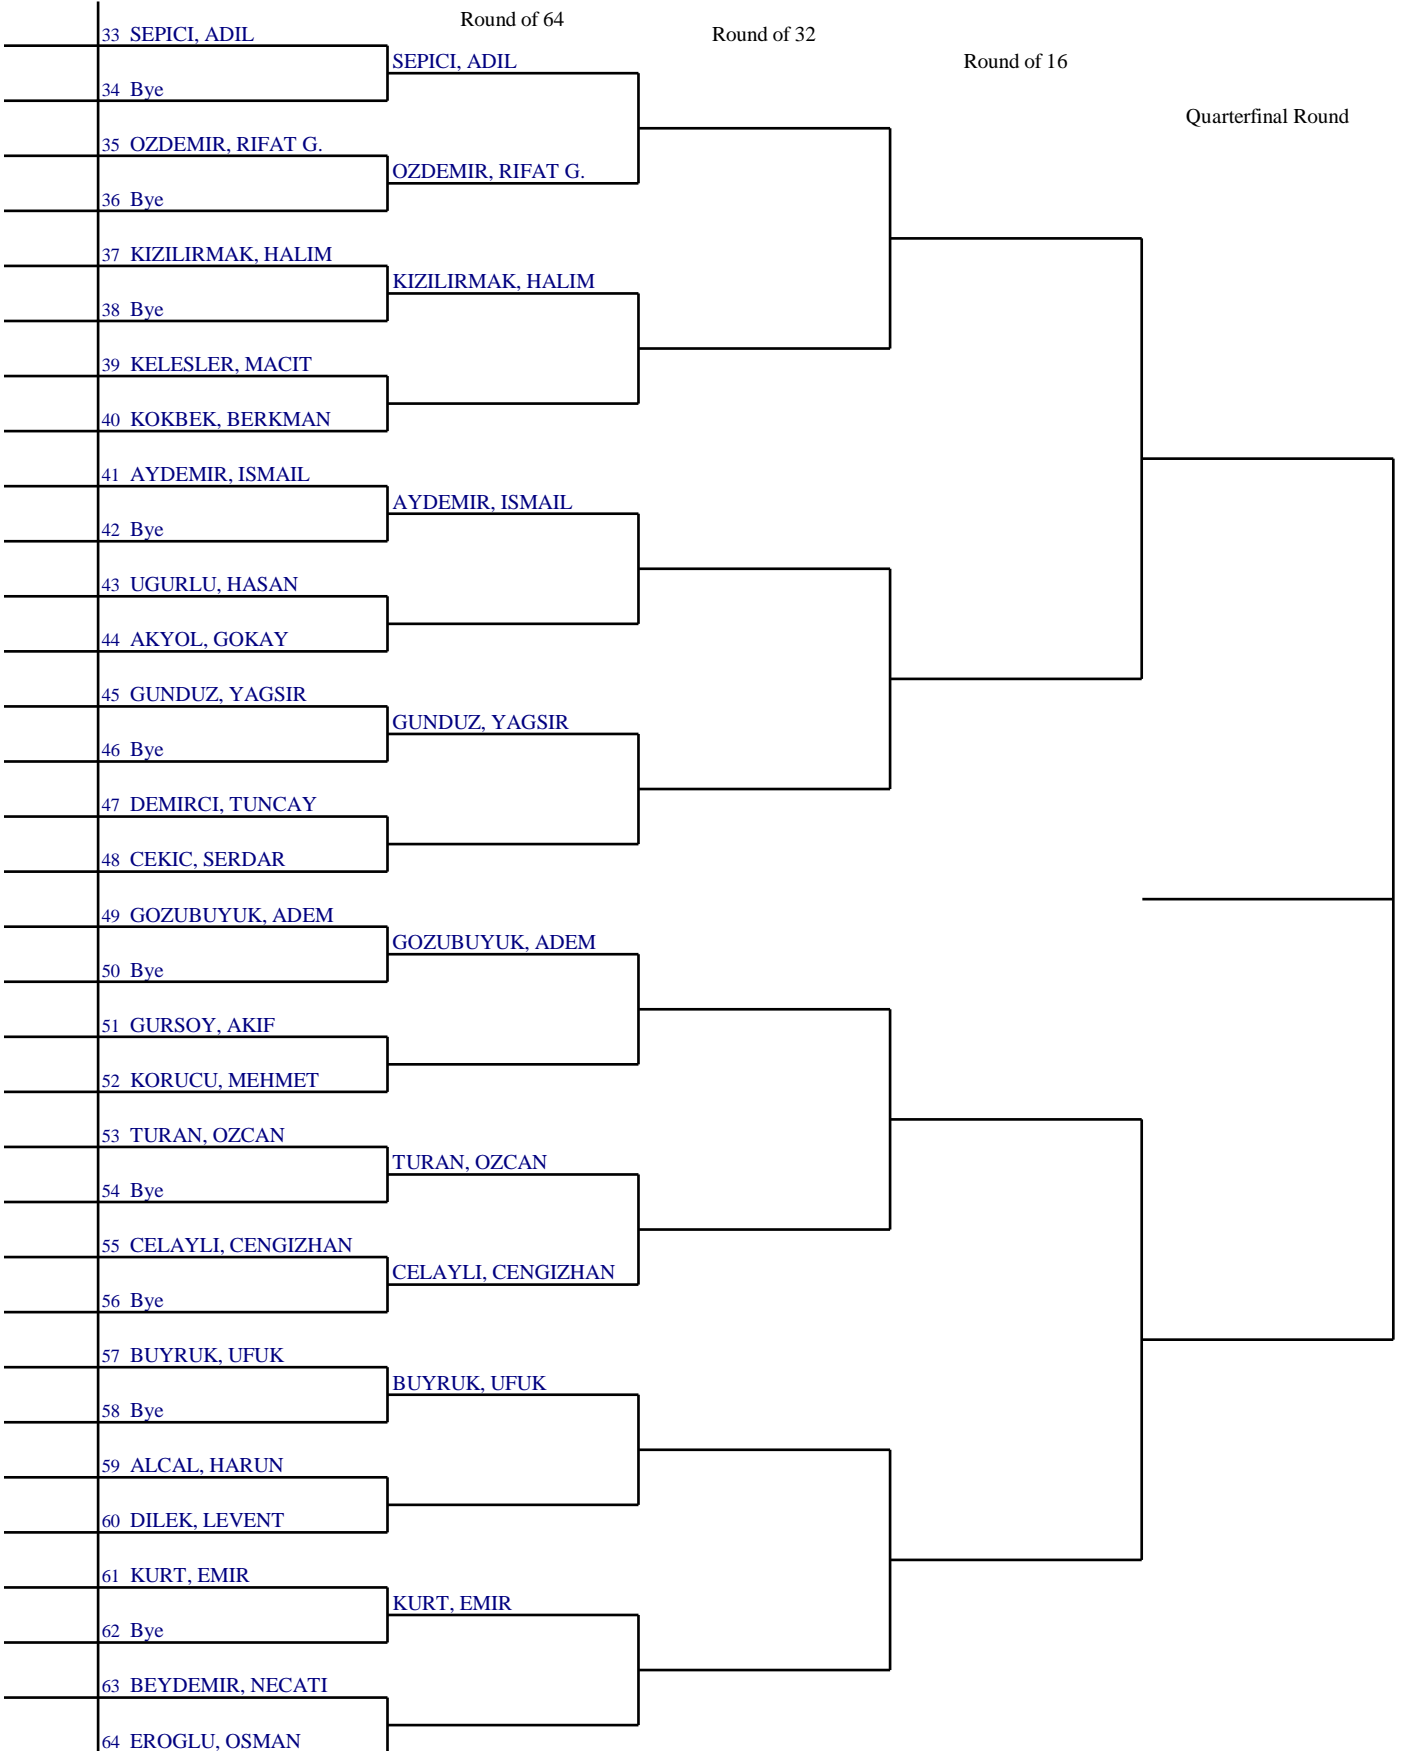 Round of 64
Round of 32
Round of 16
Quarterfinal Round
33 SEPICI, ADIL
SEPICI, ADIL
34 Bye
35 OZDEMIR, RIFAT G.
OZDEMIR, RIFAT G.
36 Bye
37 KIZILIRMAK, HALIM
KIZILIRMAK, HALIM
38 Bye
39 KELESLER, MACIT
40 KOKBEK, BERKMAN
41 AYDEMIR, ISMAIL
AYDEMIR, ISMAIL
42 Bye
43 UGURLU, HASAN
44 AKYOL, GOKAY
45 GUNDUZ, YAGSIR
GUNDUZ, YAGSIR
46 Bye
47 DEMIRCI, TUNCAY
48 CEKIC, SERDAR
49 GOZUBUYUK, ADEM
GOZUBUYUK, ADEM
50 Bye
51 GURSOY, AKIF
52 KORUCU, MEHMET
53 TURAN, OZCAN
TURAN, OZCAN
54 Bye
55 CELAYLI, CENGIZHAN
CELAYLI, CENGIZHAN
56 Bye
57 BUYRUK, UFUK
BUYRUK, UFUK
58 Bye
59 ALCAL, HARUN
60 DILEK, LEVENT
61 KURT, EMIR
KURT, EMIR
62 Bye
63 BEYDEMIR, NECATI
64 EROGLU, OSMAN